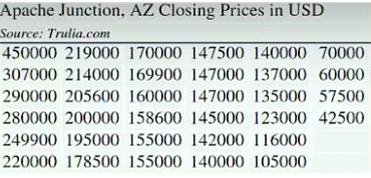 Apache Junction, AZ Closing Prices in USD
Source: Trulia.com
450000 219000 170000 147500 140000 70000
307000 214000 169900 147000 137000 60000
290000 205600 160000 147000 135000 57500
280000 200000 158600 145000 123000 42500
249900 195000 155000 142000 116000
220000 178500 155000 140000 105000